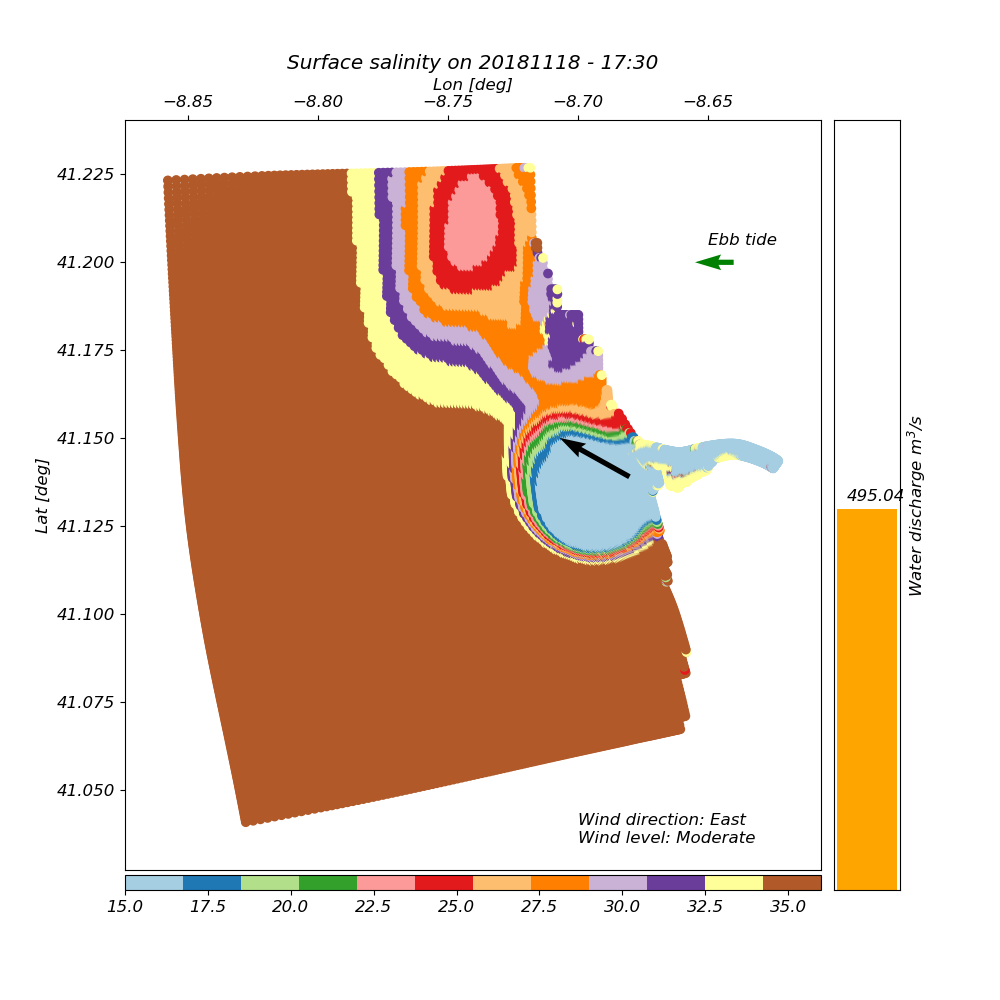 Surface salinity on 20181118 - 17:30
Lon [deg]
−8.85 −8.80 −8.75 −8.70 −8.65
41.225
41.200
41.175
41.150
41.125
41.100
41.075
41.050
Lat [deg]
Ebb tide
495.04
Water discharge m³/s
Wind direction: East
Wind level: Moderate
15.0 17.5 20.0 22.5 25.0 27.5 30.0 32.5 35.0